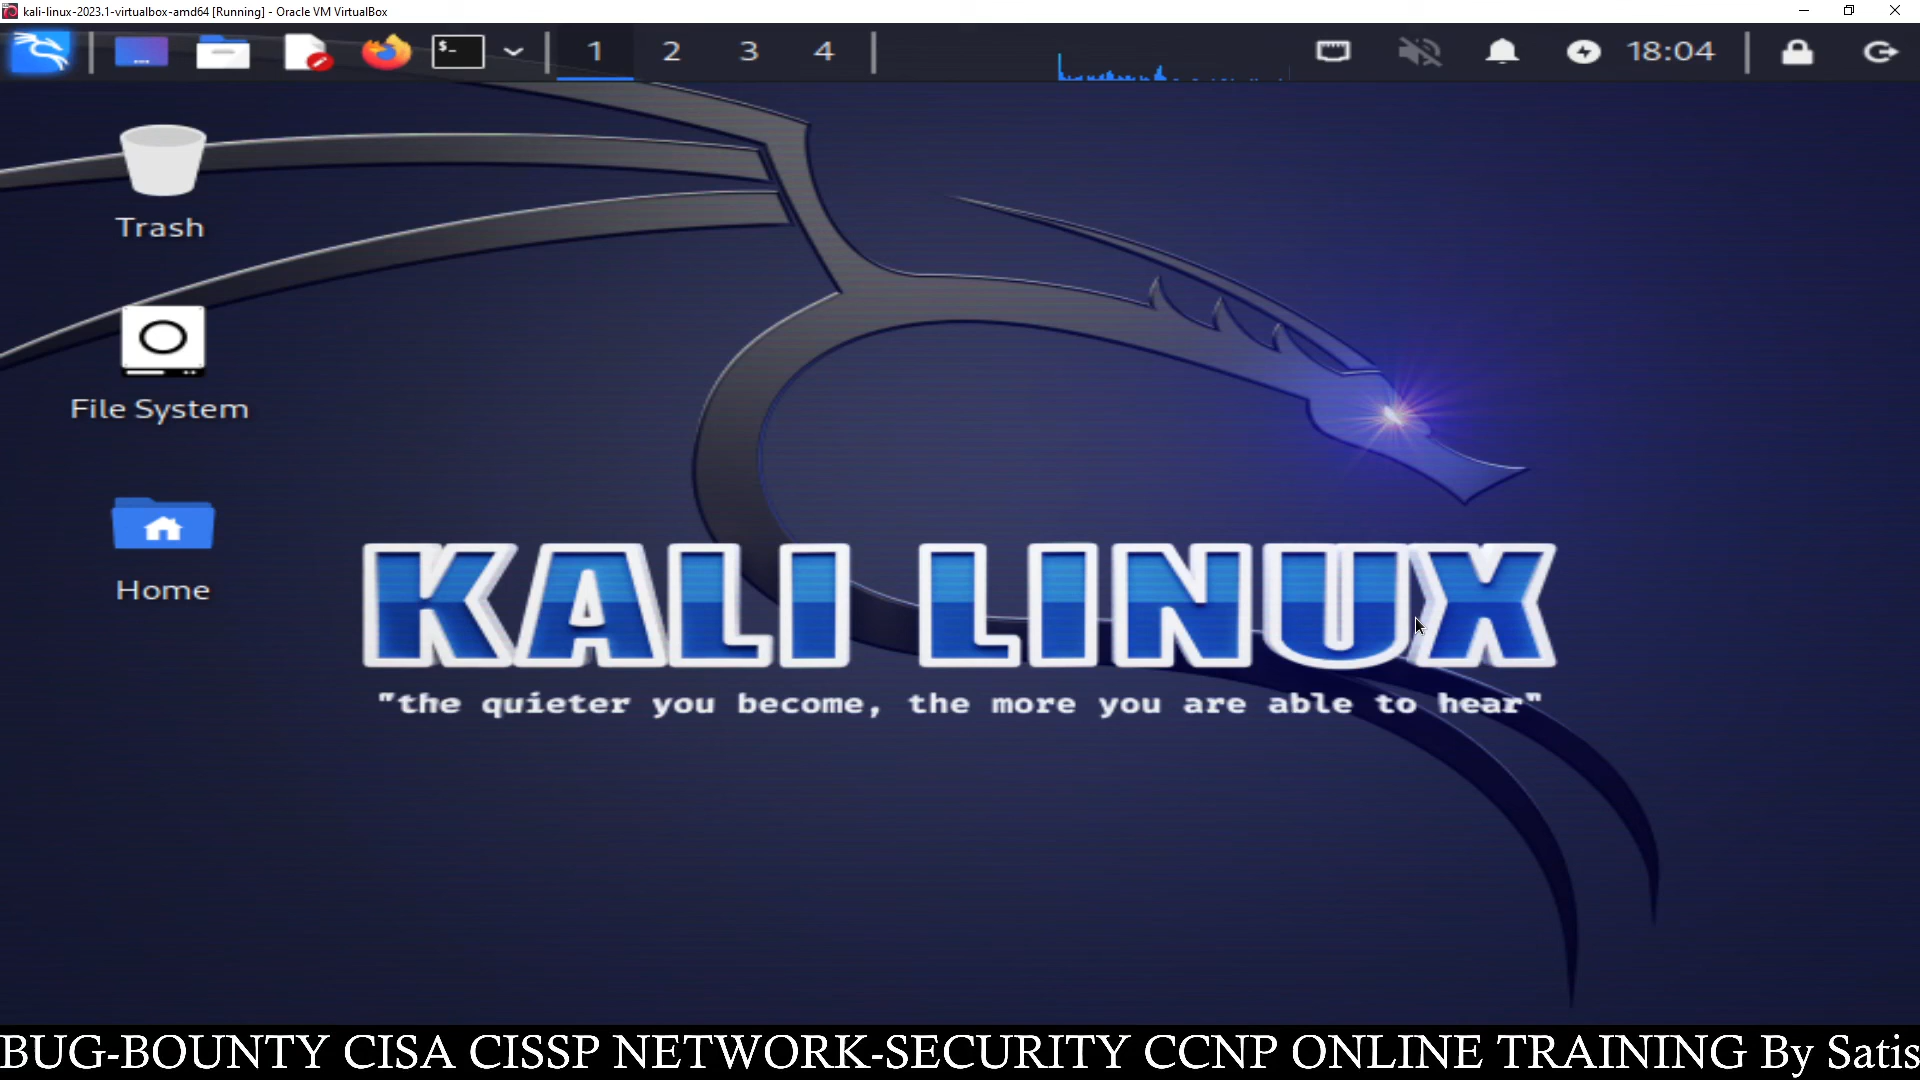 kali-linux-2023.1-virtualbox-amd64 [Running] - Oracle VM VirtualBox
$-
1 2 3 4
18:04
Trash
File System
Home
KALI LINUX
"the quieter you become, the more you are able to hear"
BUG-BOUNTY CISA CISSP NETWORK-SECURITY CCNP ONLINE TRAINING By Satis